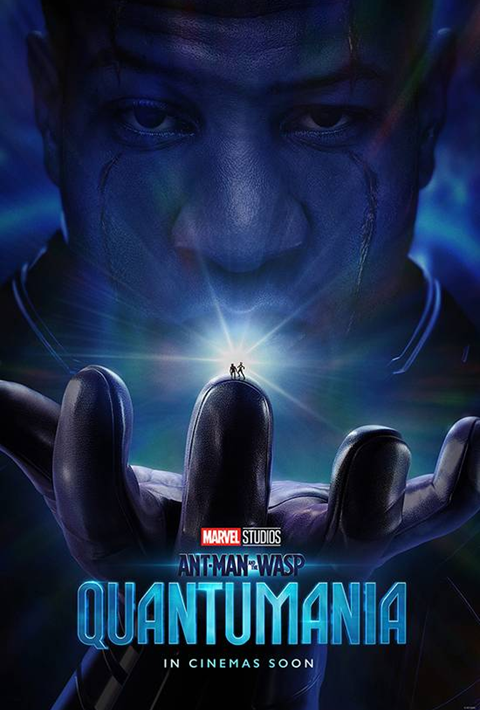 MARVEL STUDIOS
ANT-MAN AND THE WASP
QUANTUMANIA
IN CINEMAS SOON